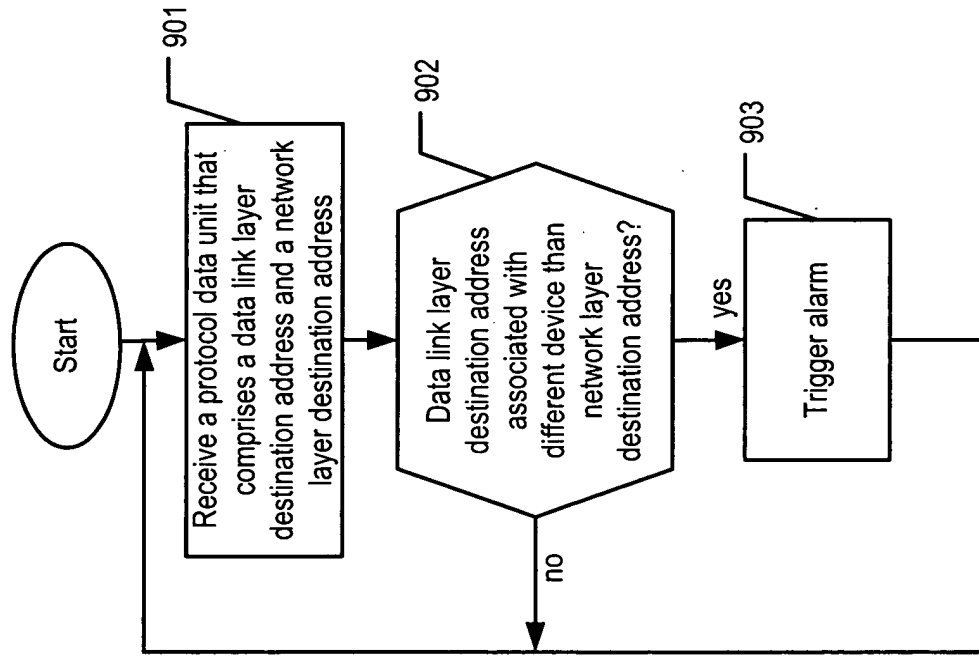 Start
901
Receive a protocol data unit that
comprises a data link layer
destination address and a network
layer destination address
902
Data link layer
destination address
associated with
different device than
network layer
destination address?
no
yes
903
Trigger alarm